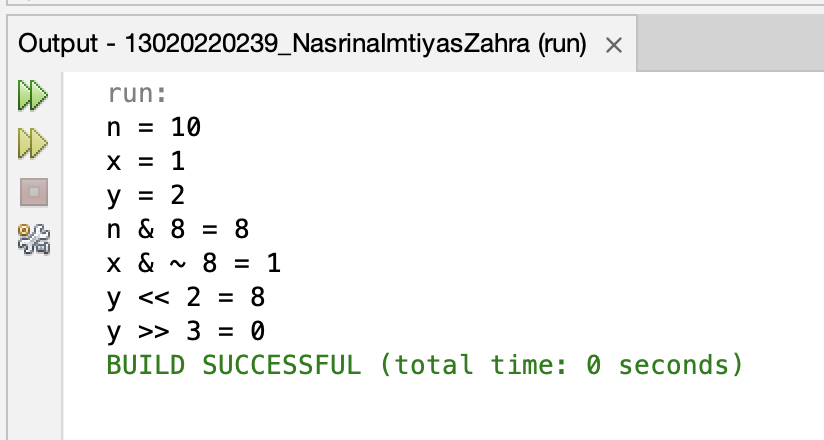 Output - 13020220239_NasrinaImtiyasZahra (run) ×
run:
n = 10
x = 1
y = 2
n & 8 = 8
x & ~ 8 = 1
y << 2 = 8
y >> 3 = 0
BUILD SUCCESSFUL (total time: 0 seconds)